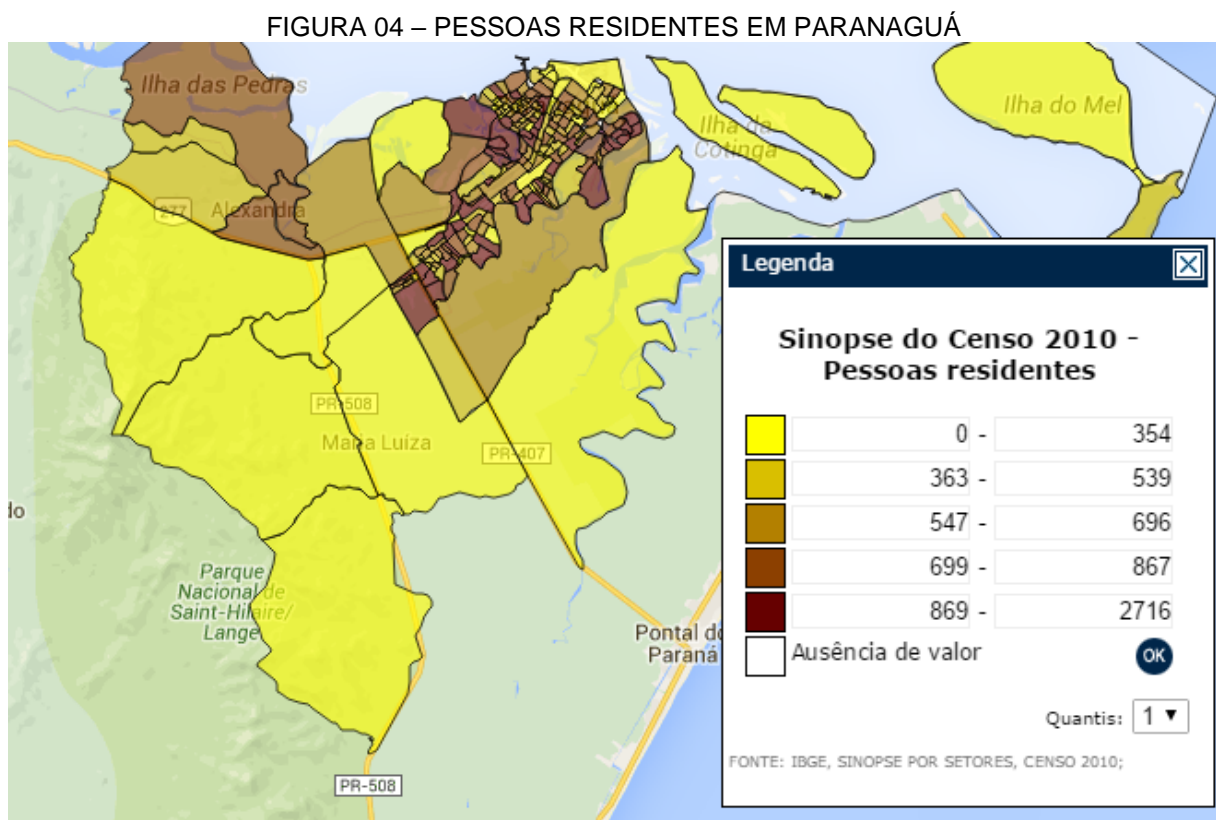 FIGURA 04 – PESSOAS RESIDENTES EM PARANAGUÁ
Ilha das Pedras
Ilha do Mel
Ilha da
Cotinga
277
Alexandra
PR-508
Maria Luíza
PR-407
do
Parque
Nacional de
Saint-Hilaire/
Lange
Pontal do
Paraná
PR-508
Legenda
Sinopse do Censo 2010 -
Pessoas residentes
0 - 354
363 - 539
547 - 696
699 - 867
869 - 2716
Ausência de valor OK
Quantis: 1
FONTE: IBGE, SINOPSE POR SETORES, CENSO 2010;